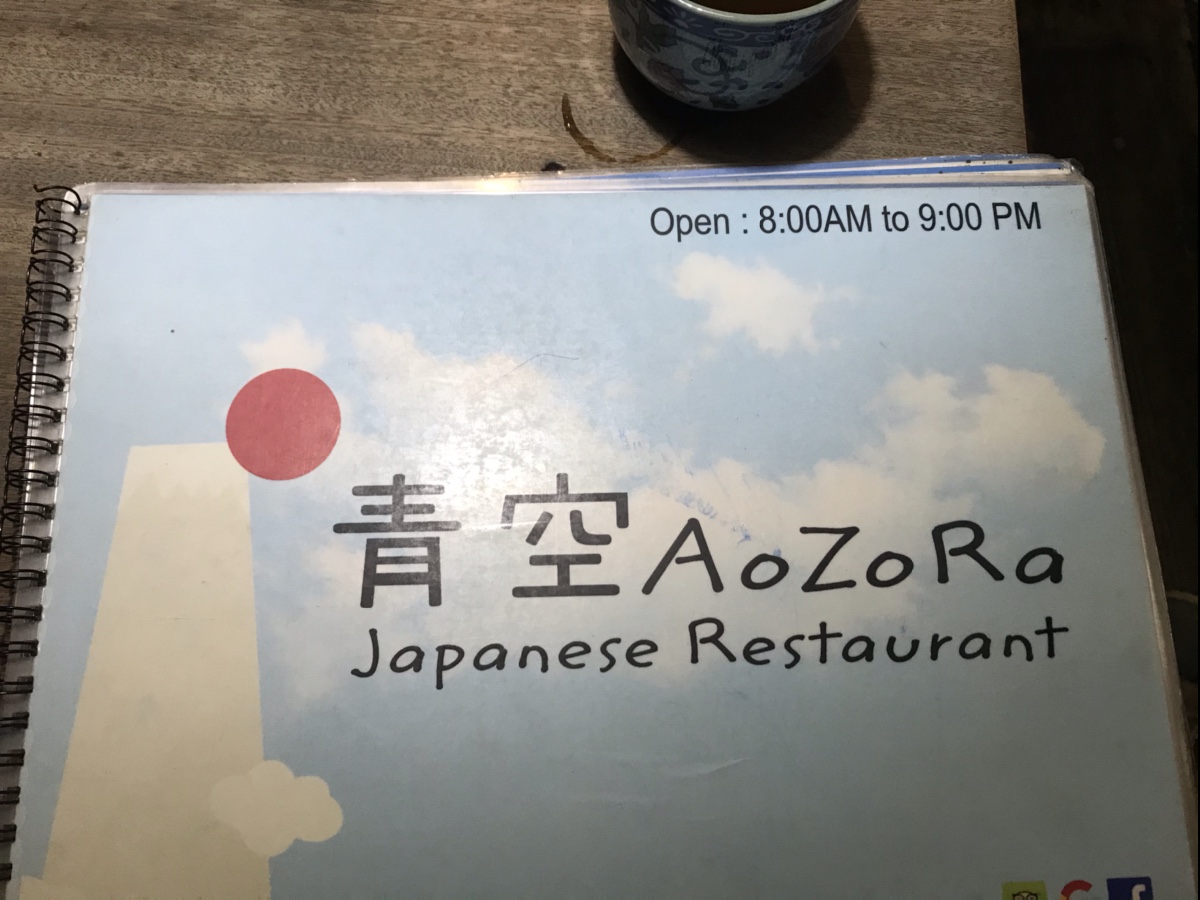 Open : 8:00AM to 9:00 PM
青空AoZoRa
Japanese Restaurant